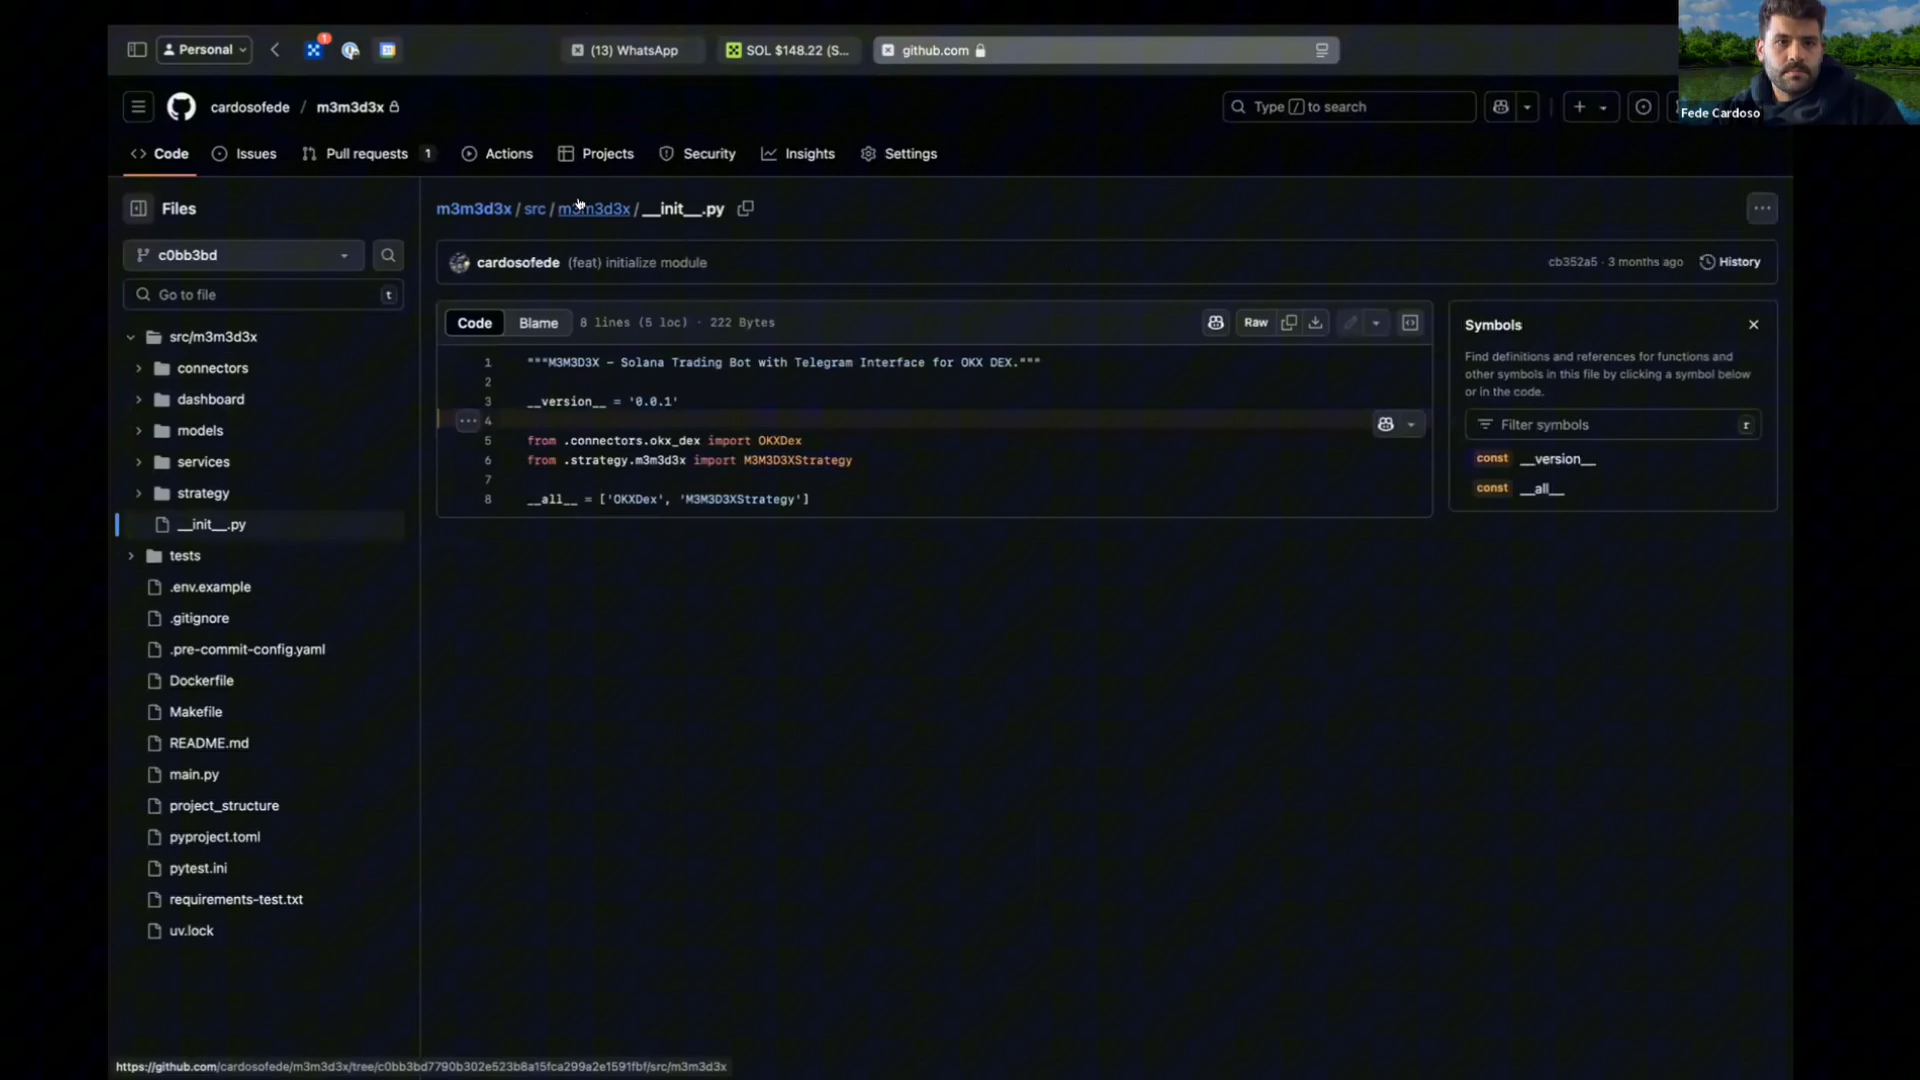 Personal
1
(13) WhatsApp
SOL $148.22 (S...
github.com
Fede Cardoso
cardosofede / m3m3d3x
Type / to search
Code
Issues
Pull requests 1
Actions
Projects
Security
Insights
Settings
Files
c0bb3bd
Go to file
t
src/m3m3d3x
connectors
dashboard
models
services
strategy
__init__.py
tests
.env.example
.gitignore
.pre-commit-config.yaml
Dockerfile
Makefile
README.md
main.py
project_structure
pyproject.toml
pytest.ini
requirements-test.txt
uv.lock
m3m3d3x / src / m3m3d3x / __init__.py
cardosofede (feat) initialize module
cb352a5 · 3 months ago
History
Code
Blame
8 lines (5 loc) · 222 Bytes
Raw
1 """M3M3D3X – Solana Trading Bot with Telegram Interface for OKX DEX."""
2
3 __version__ = '0.0.1'
4
5 from .connectors.okx_dex import OKXDex
6 from .strategy.m3m3d3x import M3M3D3XStrategy
7
8 __all__ = ['OKXDex', 'M3M3D3XStrategy']
Symbols
Find definitions and references for functions and
other symbols in this file by clicking a symbol below
or in the code.
Filter symbols
r
const __version__
const __all__
https://github.com/cardosofede/m3m3d3x/tree/c0bb3bd7790b302e523b8a15fca299a2e1591fbf/src/m3m3d3x